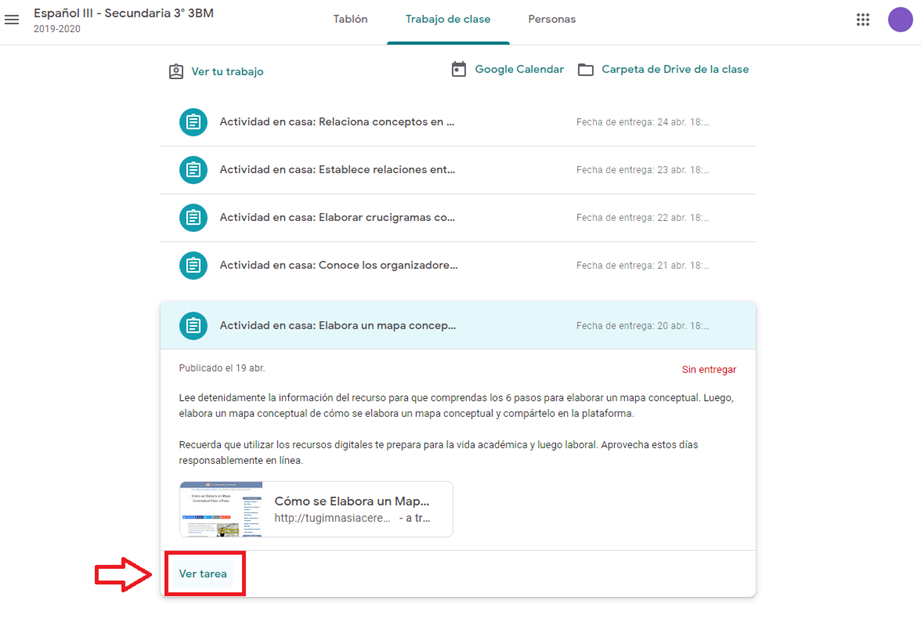 Español III - Secundaria 3° 3BM
2019-2020
Tablón
Trabajo de clase
Personas
Ver tu trabajo
Google Calendar
Carpeta de Drive de la clase
Actividad en casa: Relaciona conceptos en ...
Fecha de entrega: 24 abr. 18:...
Actividad en casa: Establece relaciones ent...
Fecha de entrega: 23 abr. 18:...
Actividad en casa: Elaborar crucigramas co...
Fecha de entrega: 22 abr. 18:...
Actividad en casa: Conoce los organizadore...
Fecha de entrega: 21 abr. 18:...
Actividad en casa: Elabora un mapa concep...
Fecha de entrega: 20 abr. 18:...
Publicado el 19 abr.
Sin entregar
Lee detenidamente la información del recurso para que comprendas los 6 pasos para elaborar un mapa conceptual. Luego,
elabora un mapa conceptual de cómo se elabora un mapa conceptual y compártelo en la plataforma.
Recuerda que utilizar los recursos digitales te prepara para la vida académica y luego laboral. Aprovecha estos días
responsablemente en línea.
Cómo se Elabora un Mapa
Conceptual Paso a Paso
Cómo se Elabora un Map...
http://tugimnasiacere... - a tr...
Ver tarea